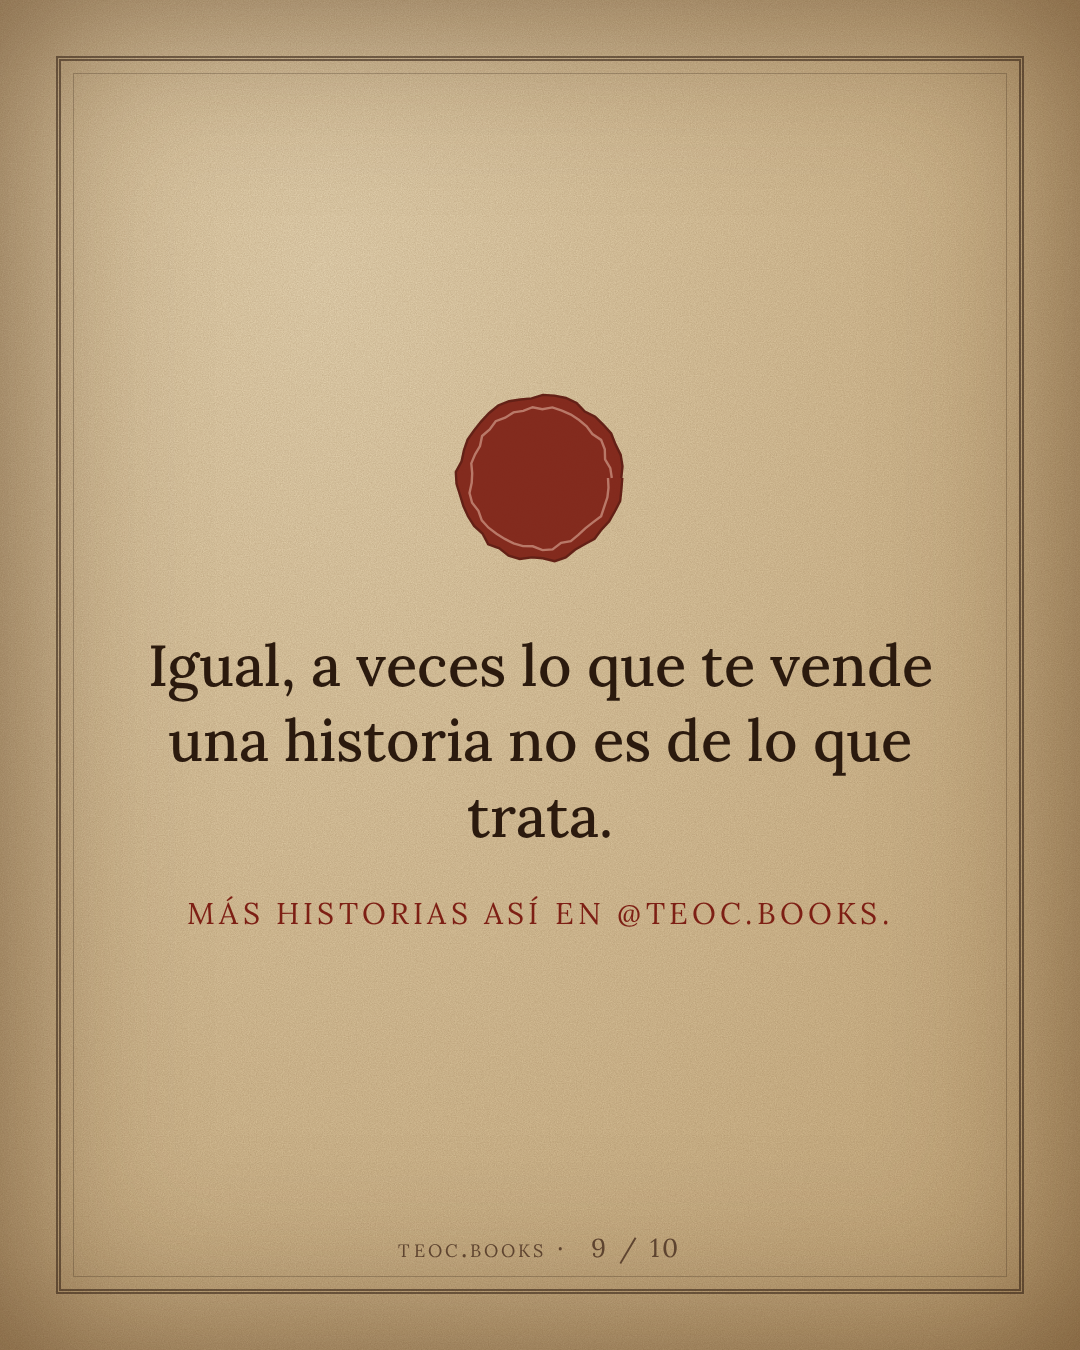 Igual, a veces lo que te vende
una historia no es de lo que
trata.
MÁS HISTORIAS ASÍ EN @TEOC.BOOKS.
TEOC.BOOKS · 9 / 10